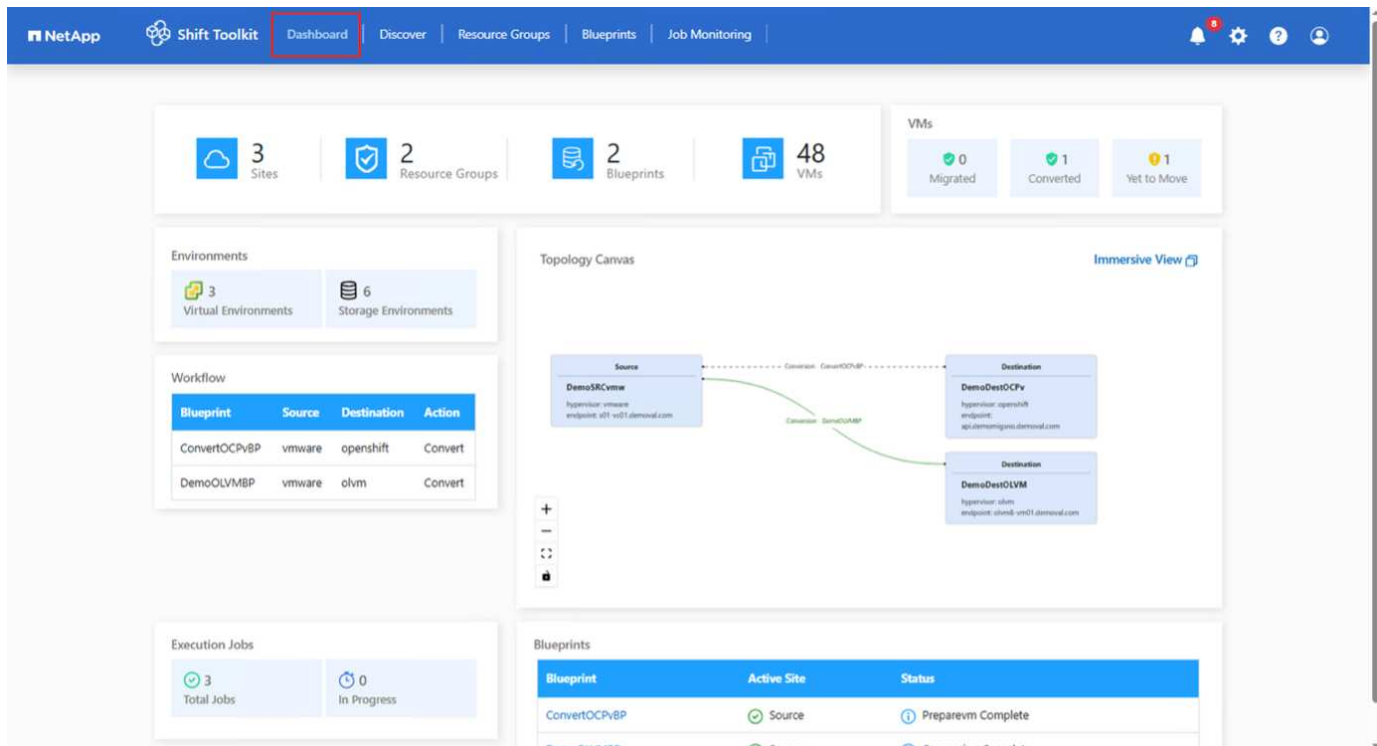 NetApp
Shift Toolkit
Dashboard
Discover
Resource Groups
Blueprints
Job Monitoring
8
3
Sites
2
Resource Groups
2
Blueprints
48
VMs
VMs
0
Migrated
1
Converted
1
Yet to Move
Environments
3
Virtual Environments
6
Storage Environments
Topology Canvas
Immersive View
Source
DemoSRCvmw
hypervisor: vmware
Conversion ConvertOCPvBP
Conversion DemoOLVMBP
Destination
DemoDestOCPv
hypervisor: openshift
endpoint:
Destination
DemoDestOLVM
hypervisor: olvm
Workflow
Blueprint Source Destination Action
ConvertOCPvBP vmware openshift Convert
DemoOLVMBP vmware olvm Convert
Execution Jobs
3
Total Jobs
0
In Progress
Blueprints
Blueprint Active Site Status
ConvertOCPvBP Source Preparevm Complete